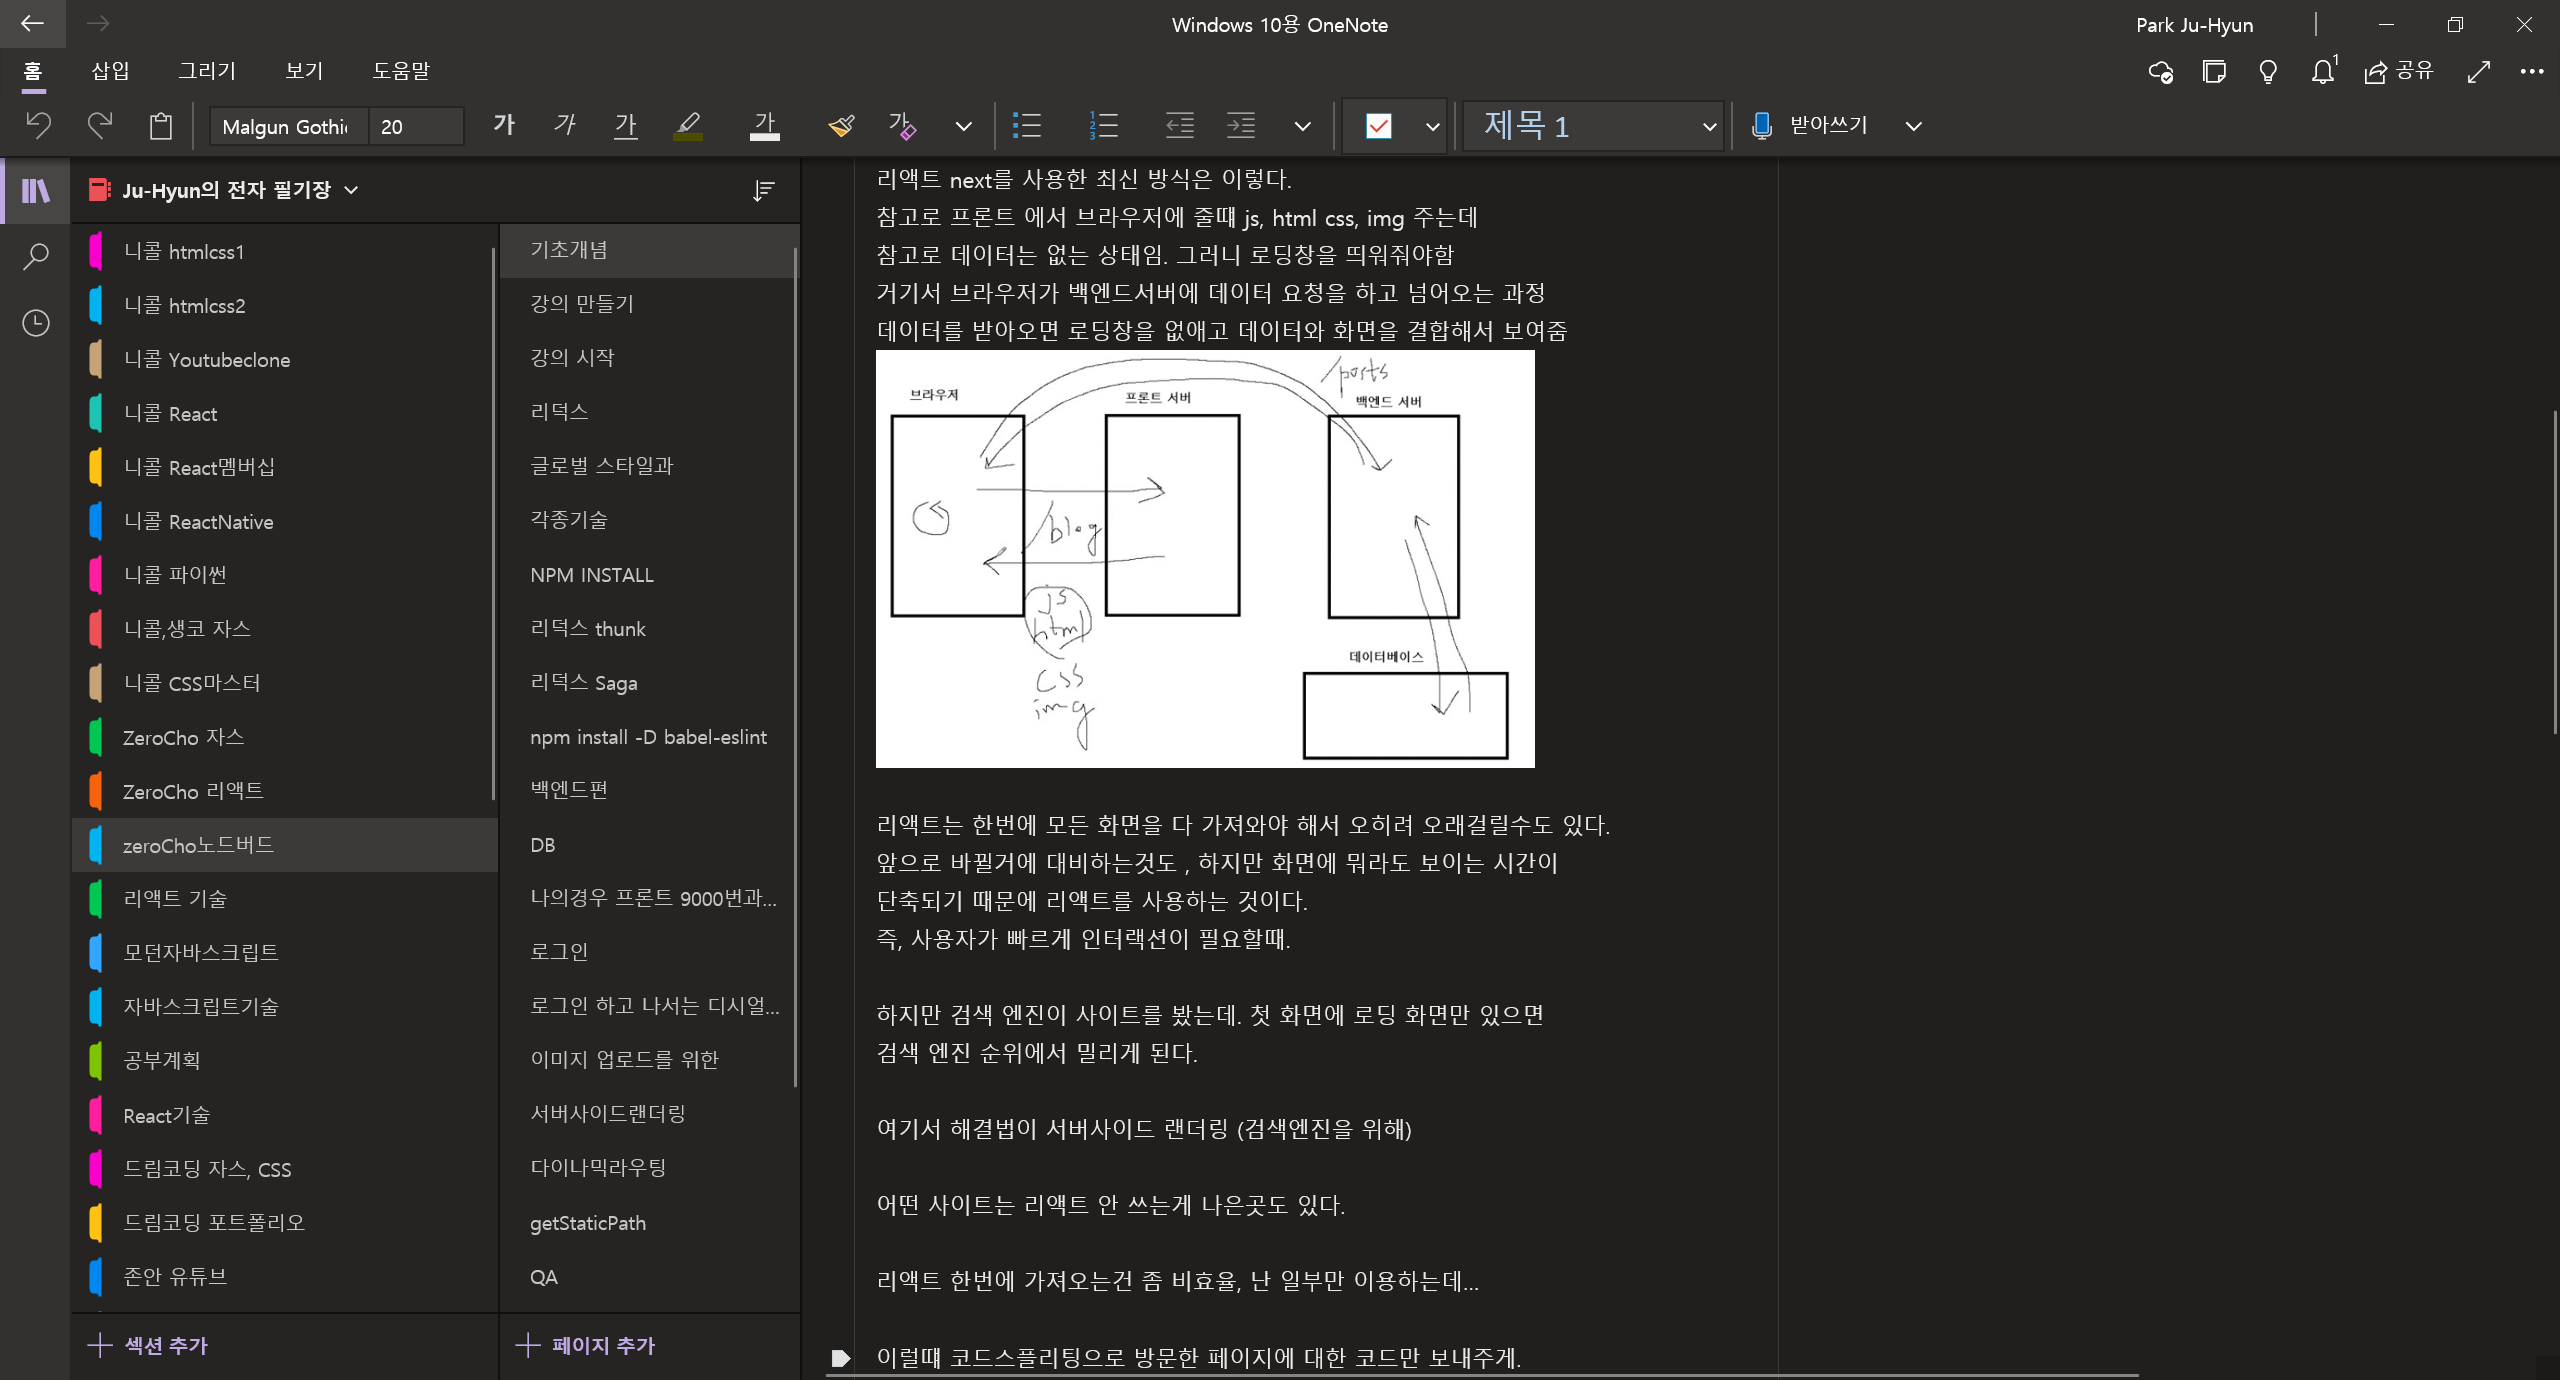 Windows 10용 OneNote
Park Ju-Hyun
홈
삽입
그리기
보기
도움말
1
공유
Malgun Gothi
20
가
가
가
가
가
제목 1
받아쓰기
Ju-Hyun의 전자 필기장
니콜 htmlcss1
니콜 htmlcss2
니콜 Youtubeclone
니콜 React
니콜 React멤버십
니콜 ReactNative
니콜 파이썬
니콜,생코 자스
니콜 CSS마스터
ZeroCho 자스
ZeroCho 리액트
zeroCho노드버드
리액트 기술
모던자바스크립트
자바스크립트기술
공부계획
React기술
드림코딩 자스, CSS
드림코딩 포트폴리오
존안 유튜브
섹션 추가
기초개념
강의 만들기
강의 시작
리덕스
글로벌 스타일과
각종기술
NPM INSTALL
리덕스 thunk
리덕스 Saga
npm install -D babel-eslint
백엔드편
DB
나의경우 프론트 9000번과...
로그인
로그인 하고 나서는 디시얼...
이미지 업로드를 위한
서버사이드랜더링
다이나믹라우팅
getStaticPath
QA
페이지 추가
리액트 next를 사용한 최신 방식은 이렇다.
참고로 프론트 에서 브라우저에 줄때 js, html css, img 주는데
참고로 데이터는 없는 상태임. 그러니 로딩창을 띄워줘야함
거기서 브라우저가 백엔드서버에 데이터 요청을 하고 넘어오는 과정
데이터를 받아오면 로딩창을 없애고 데이터와 화면을 결합해서 보여줌
/posts
브라우저
프론트 서버
백엔드 서버
/blog
js
html
css
img
데이터베이스
리액트는 한번에 모든 화면을 다 가져와야 해서 오히려 오래걸릴수도 있다.
앞으로 바뀔거에 대비하는것도 , 하지만 화면에 뭐라도 보이는 시간이
단축되기 때문에 리액트를 사용하는 것이다.
즉, 사용자가 빠르게 인터랙션이 필요할때.
하지만 검색 엔진이 사이트를 봤는데. 첫 화면에 로딩 화면만 있으면
검색 엔진 순위에서 밀리게 된다.
여기서 해결법이 서버사이드 랜더링 (검색엔진을 위해)
어떤 사이트는 리액트 안 쓰는게 나은곳도 있다.
리액트 한번에 가져오는건 좀 비효율, 난 일부만 이용하는데...
이럴때 코드스플리팅으로 방문한 페이지에 대한 코드만 보내주게.